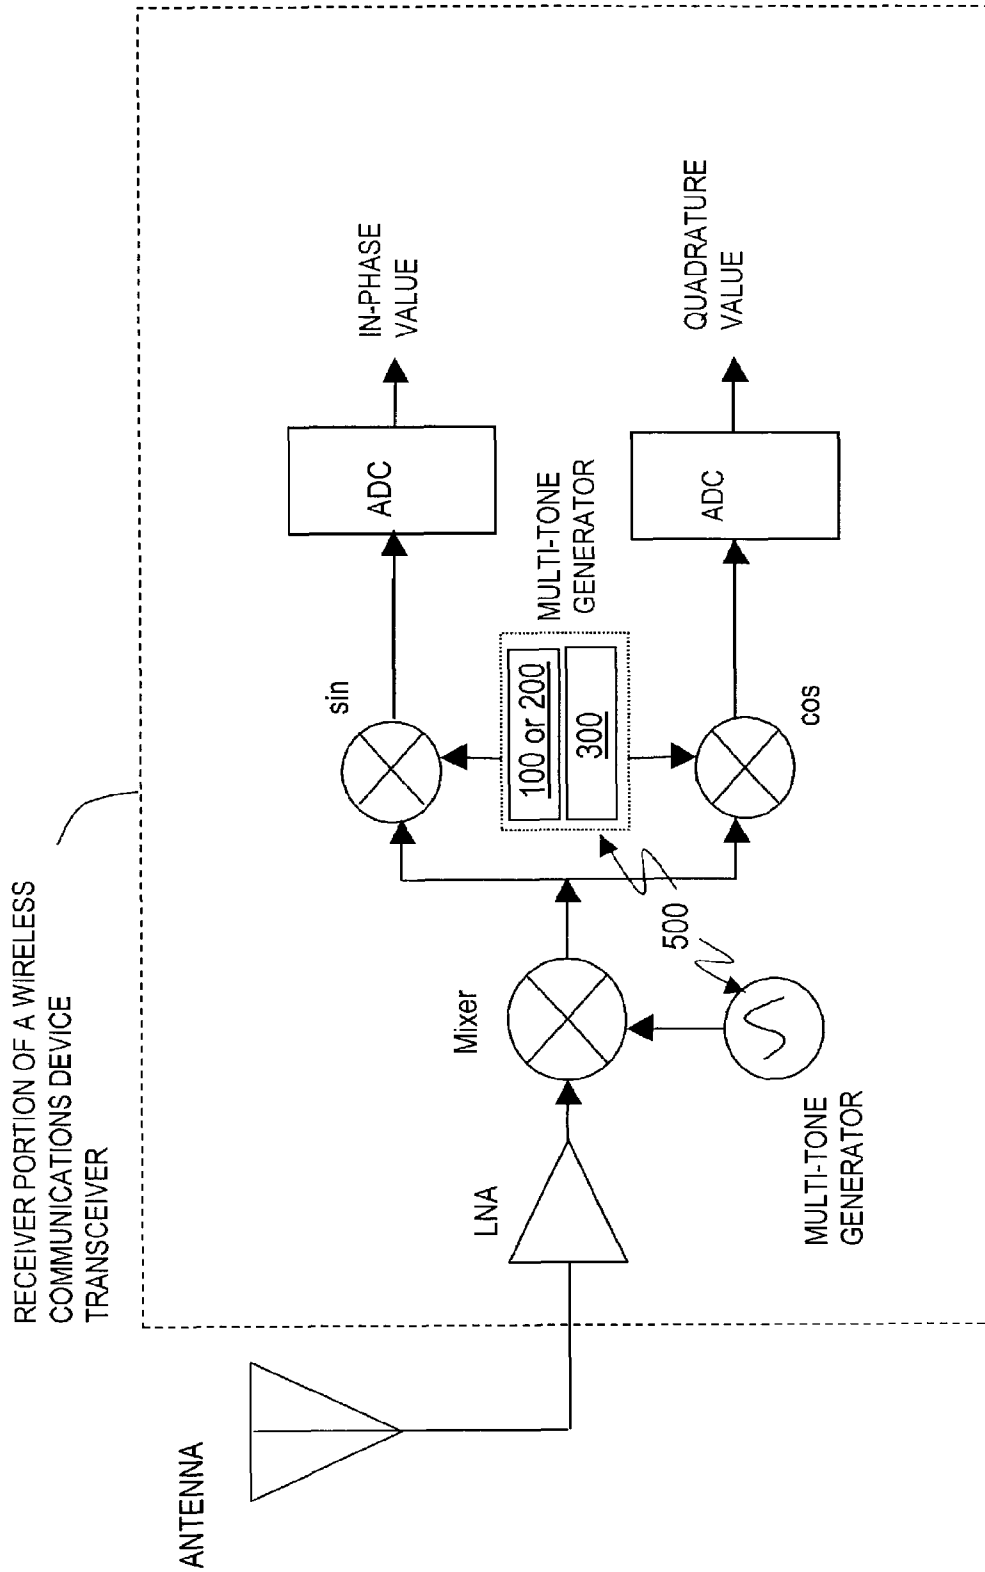 RECEIVER PORTION OF A WIRELESS
COMMUNICATIONS DEVICE
TRANSCEIVER
ANTENNA
LNA
Mixer
MULTI-TONE
GENERATOR
500
sin
100 or 200
300
MULTI-TONE
GENERATOR
cos
ADC
IN-PHASE
VALUE
ADC
QUADRATURE
VALUE